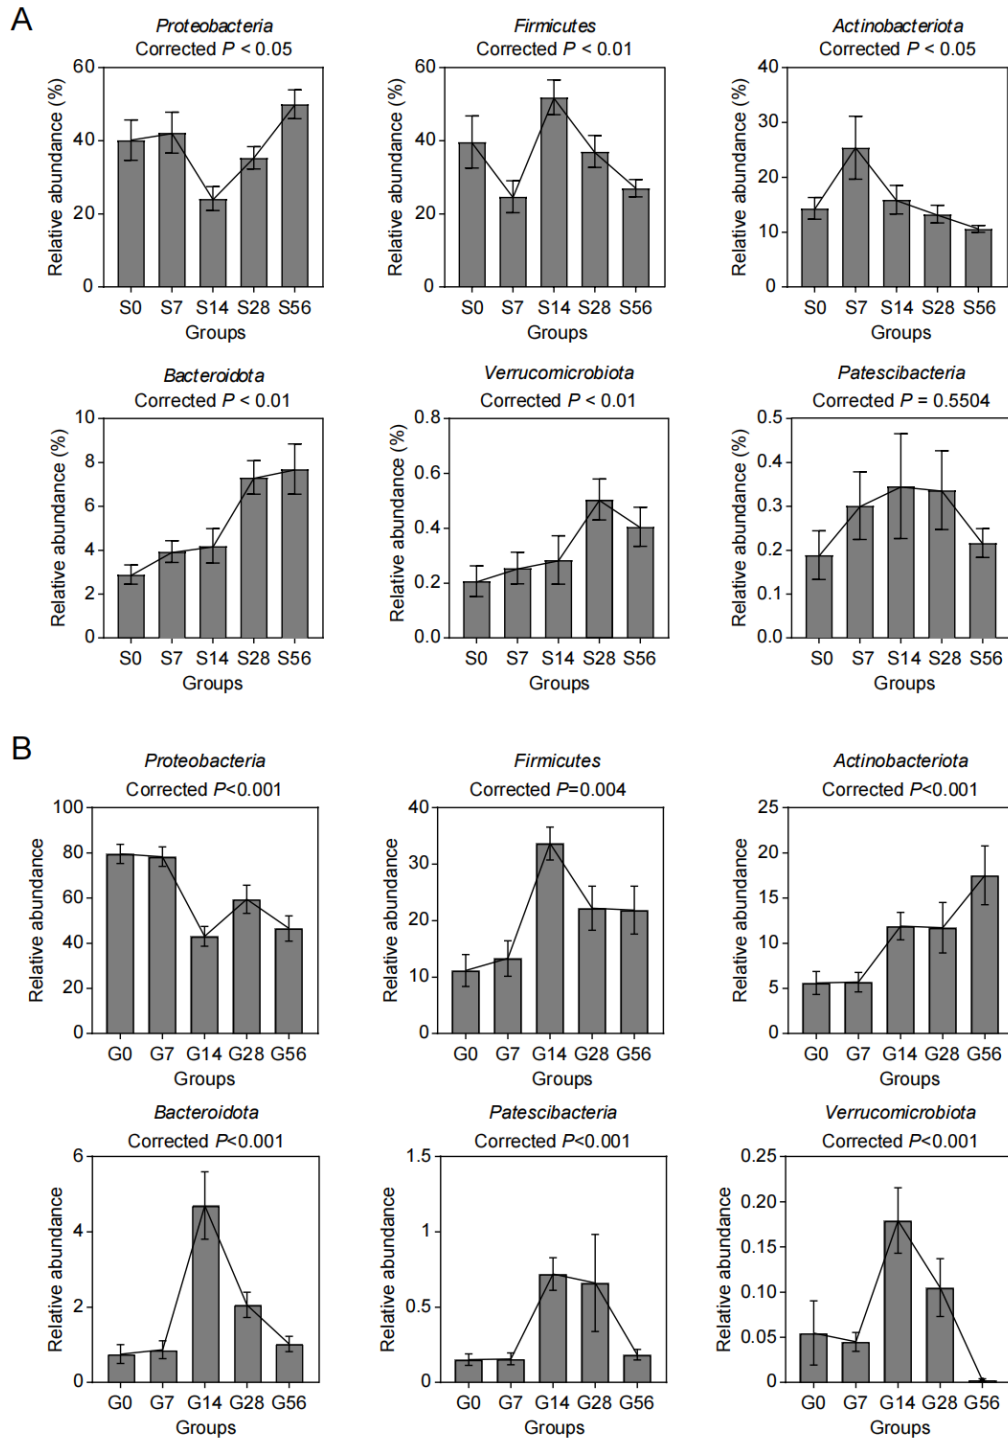 A
Proteobacteria
Corrected P < 0.05
Relative abundance (%)
60
40
20
0
S0 S7 S14 S28 S56
Groups
Firmicutes
Corrected P < 0.01
Relative abundance (%)
60
40
20
0
S0 S7 S14 S28 S56
Groups
Actinobacteriota
Corrected P < 0.05
Relative abundance (%)
40
30
20
10
0
S0 S7 S14 S28 S56
Groups
Bacteroidota
Corrected P < 0.01
Relative abundance (%)
8
6
4
2
0
10
S0 S7 S14 S28 S56
Groups
Verrucomicrobiota
Corrected P < 0.01
Relative abundance (%)
0.8
0.6
0.4
0.2
0.0
S0 S7 S14 S28 S56
Groups
Patescibacteria
Corrected P = 0.5504
Relative abundance (%)
0.5
0.4
0.3
0.2
0.1
0.0
S0 S7 S14 S28 S56
Groups
B
Proteobacteria
Corrected P<0.001
Relative abundance
100
80
60
40
20
0
G0 G7 G14 G28 G56
Groups
Firmicutes
Corrected P=0.004
Relative abundance
40
30
20
10
0
G0 G7 G14 G28 G56
Groups
Actinobacteriota
Corrected P<0.001
Relative abundance
25
20
15
10
5
0
G0 G7 G14 G28 G56
Groups
Bacteroidota
Corrected P<0.001
Relative abundance
6
4
2
0
G0 G7 G14 G28 G56
Groups
Patescibacteria
Corrected P<0.001
Relative abundance
1.5
1
0.5
0
G0 G7 G14 G28 G56
Groups
Verrucomicrobiota
Corrected P<0.001
Relative abundance
0.25
0.20
0.15
0.10
0.05
0
G0 G7 G14 G28 G56
Groups